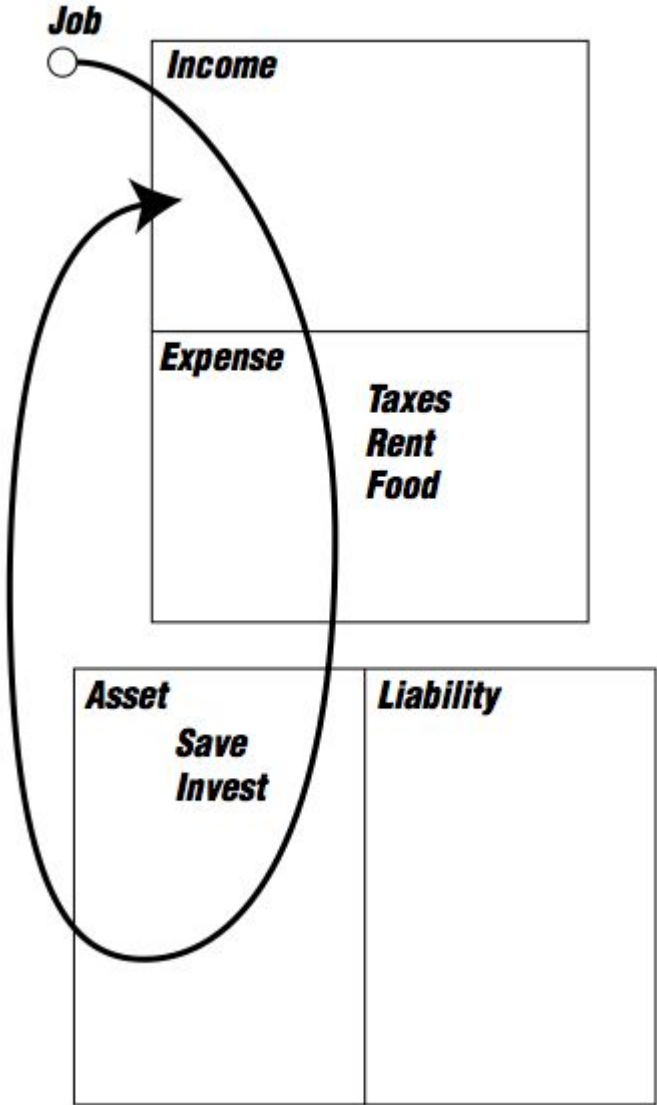 Job
Income
Expense
Taxes
Rent
Food
Asset
Liability
Save
Invest